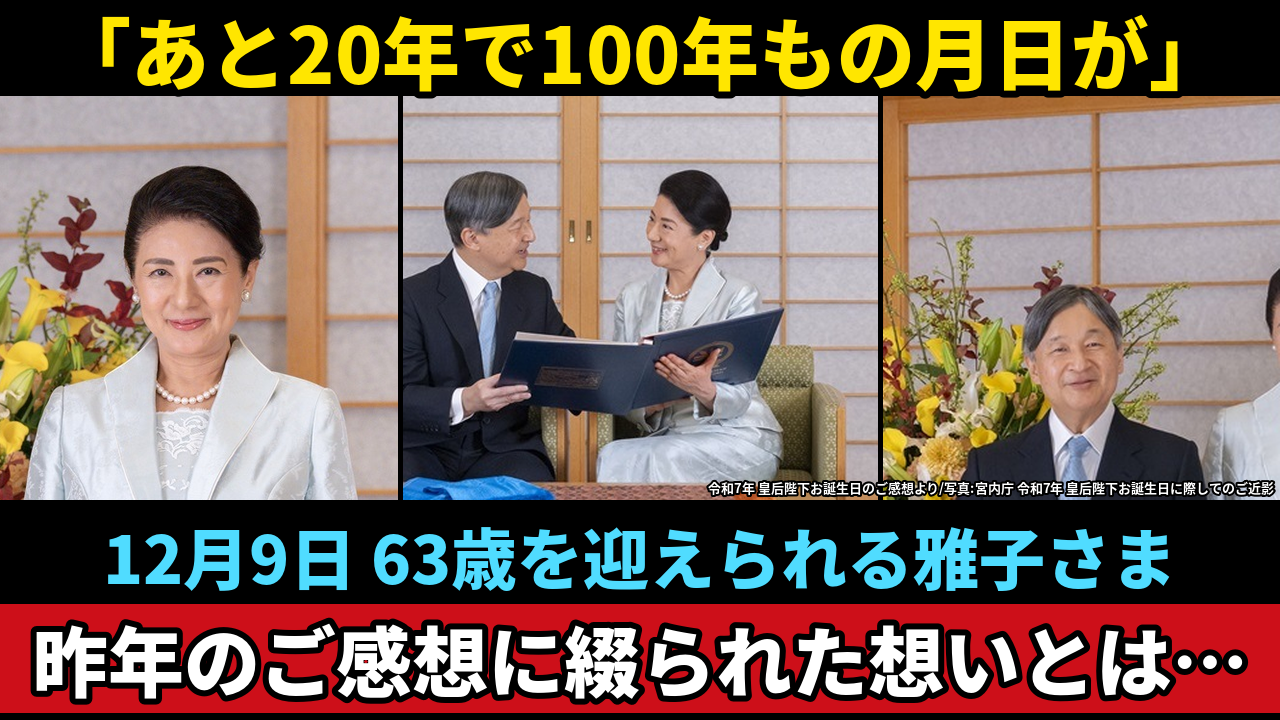 「あと20年で100年もの月日が」
令和7年 皇后陛下お誕生日のご感想より/写真：宮内庁 令和7年 皇后陛下お誕生日に際してのご近影
12月9日 63歳を迎えられる雅子さま
昨年のご感想に綴られた想いとは…